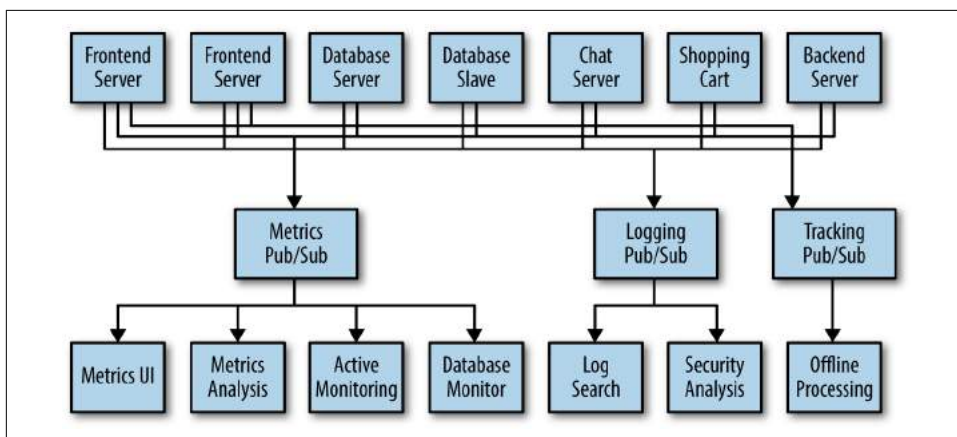 Frontend
Server
Frontend
Server
Database
Server
Database
Slave
Chat
Server
Shopping
Cart
Backend
Server
Metrics
Pub/Sub
Logging
Pub/Sub
Tracking
Pub/Sub
Metrics UI
Metrics
Analysis
Active
Monitoring
Database
Monitor
Log
Search
Security
Analysis
Offline
Processing